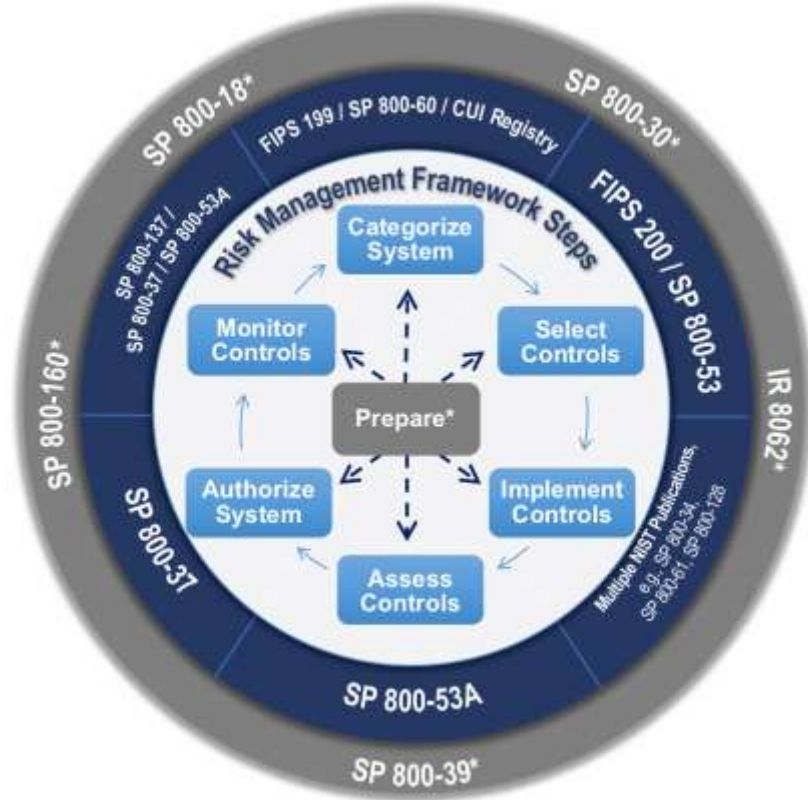 SP 800-18*
SP 800-30*
IR 8062*
SP 800-39*
SP 800-160*
FIPS 199 / SP 800-60 / CUI Registry
FIPS 200 / SP 800-53
Multiple NIST Publications,
e.g., SP 800-34,
SP 800-61, SP 800-128
SP 800-53A
SP 800-37
SP 800-137 /
SP 800-37 / SP 800-53A
Risk Management Framework Steps
Categorize
System
Select
Controls
Implement
Controls
Assess
Controls
Authorize
System
Monitor
Controls
Prepare*